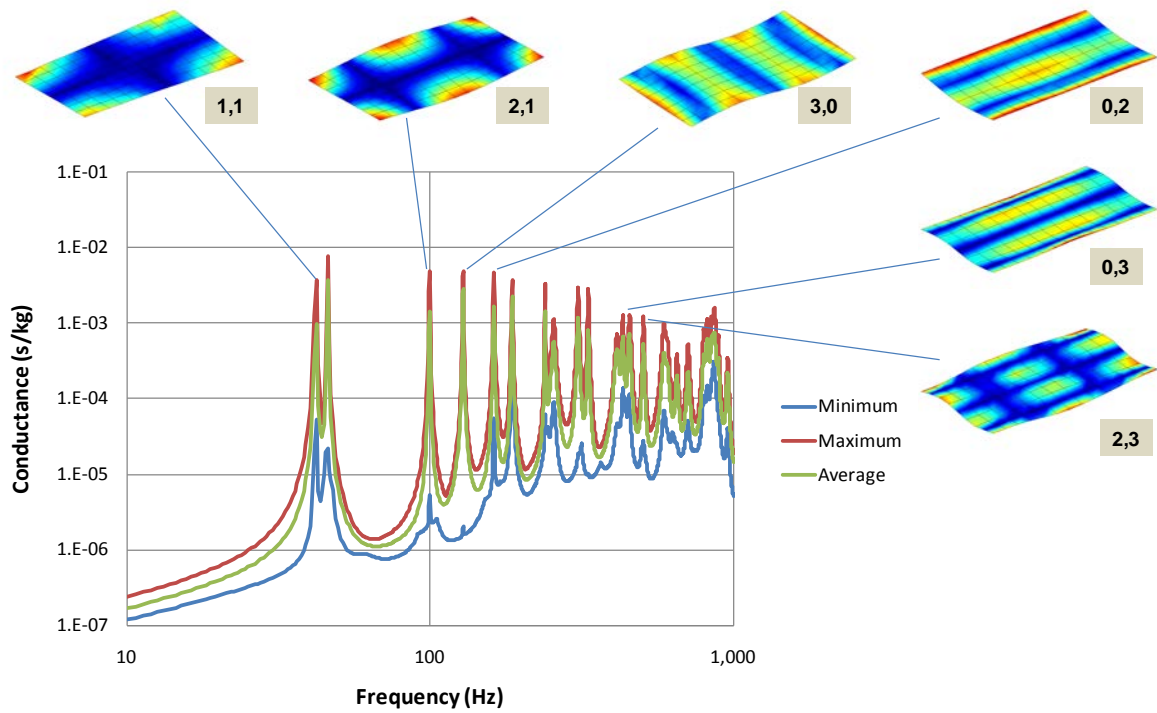 1,1
2,1
3,0
0,2
0,3
2,3
Conductance (s/kg)
1.E-01
1.E-02
1.E-03
1.E-04
1.E-05
1.E-06
1.E-07
10
100
1,000
Frequency (Hz)
Minimum
Maximum
Average